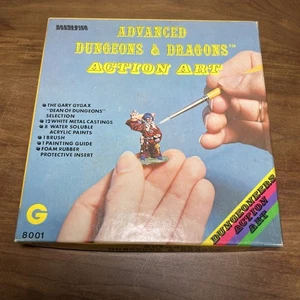 ADVANCED
DUNGEONS & DRAGONS™
ACTION ART
• THE GARY GYGAX
"DEAN OF DUNGEONS"
SELECTION
• 12 WHITE METAL CASTINGS
• 8 WATER SOLUBLE
ACRYLIC PAINTS
• 1 BRUSH
• 1 PAINTING GUIDE
• FOAM RUBBER
PROTECTIVE INSERT
G
8001
DUNGEONEERS
ACTION
ART